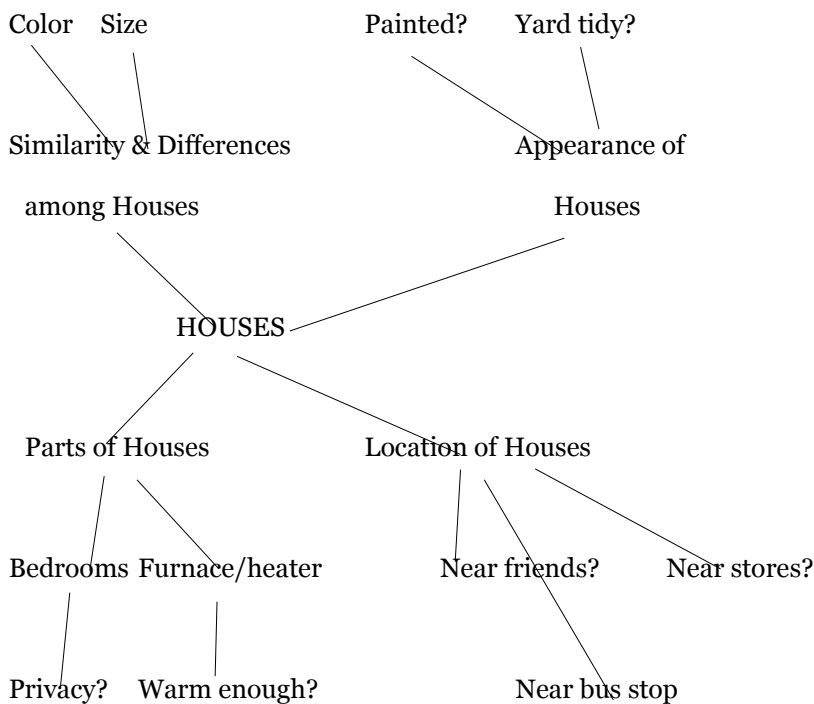 Color Size Painted? Yard tidy?
Similarity & Differences Appearance of
among Houses Houses
HOUSES
Parts of Houses Location of Houses
Bedrooms Furnace/heater Near friends? Near stores?
Privacy? Warm enough? Near bus stop